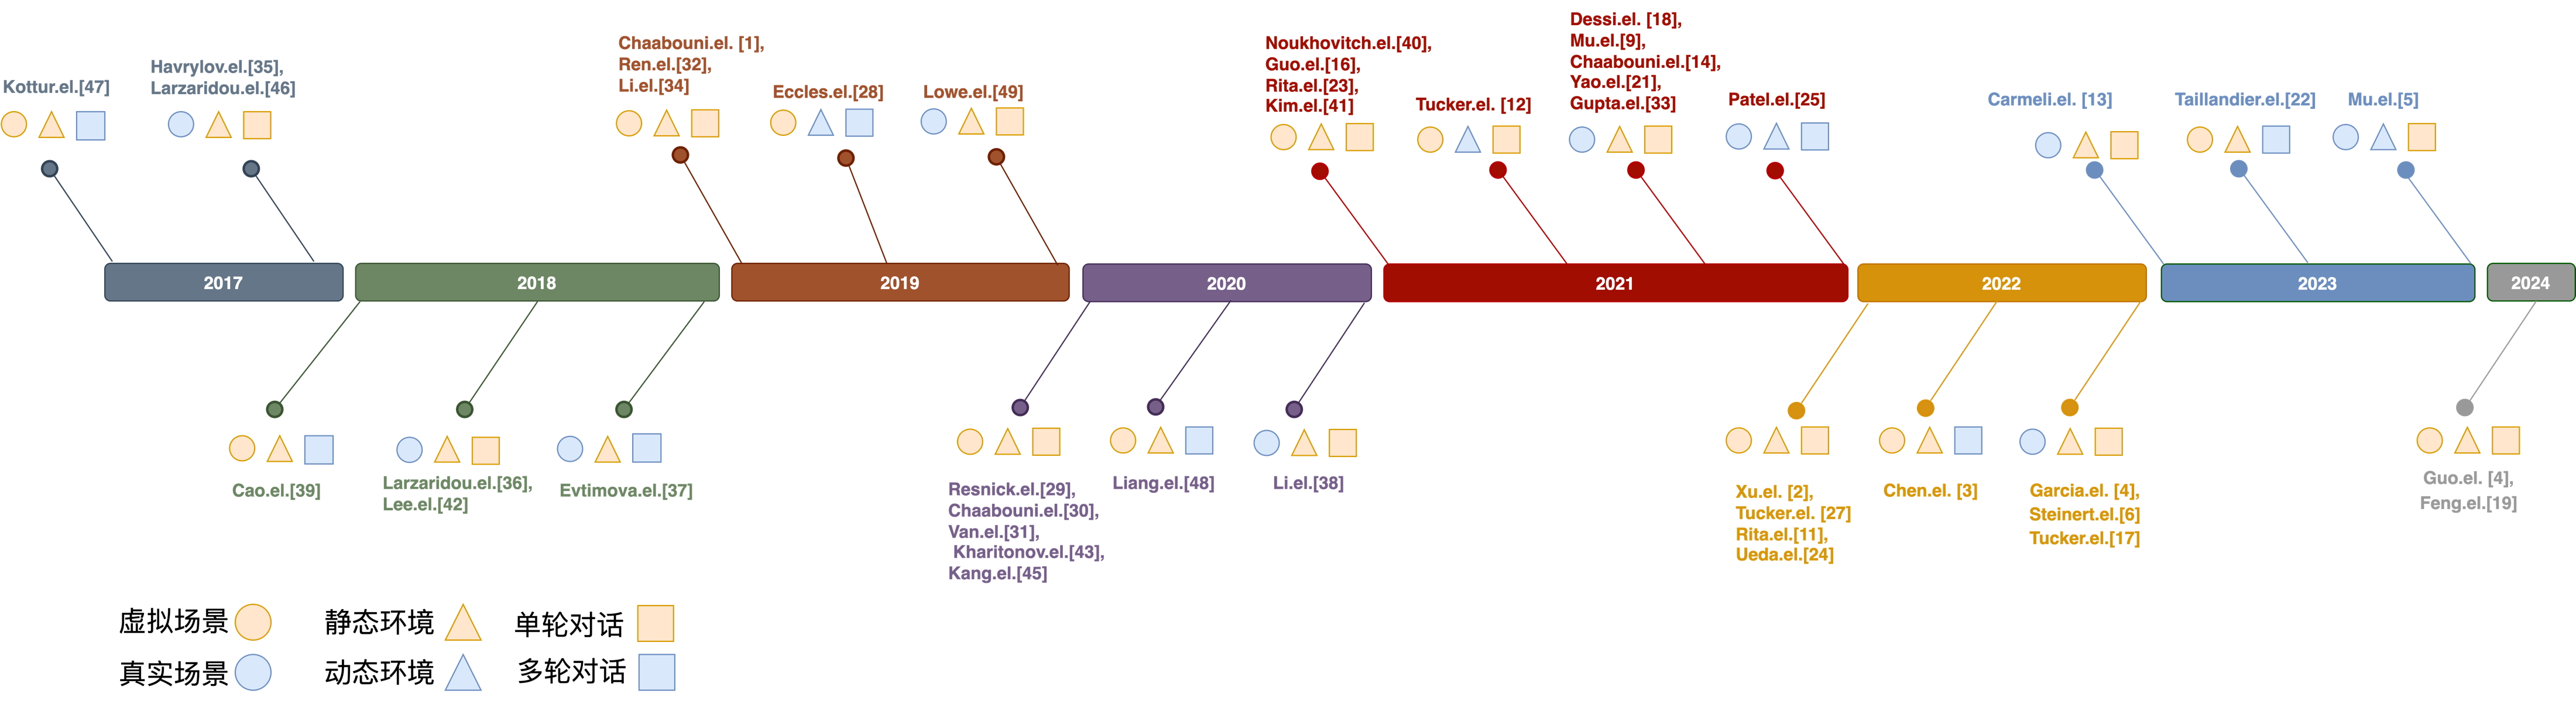 Kottur.el.[47]
Havrylov.el.[35],
Larzaridou.el.[46]
Chaabouni.el. [1],
Ren.el.[32],
Li.el.[34]
Eccles.el.[28]
Lowe.el.[49]
Noukhovitch.el.[40],
Guo.el.[16],
Rita.el.[23],
Kim.el.[41]
Tucker.el. [12]
Dessi.el. [18],
Mu.el.[9],
Chaabouni.el.[14],
Yao.el.[21],
Gupta.el.[33]
Patel.el.[25]
Carmeli.el. [13]
Taillandier.el.[22]
Mu.el.[5]
2017
2018
2019
2020
2021
2022
2023
2024
Cao.el.[39]
Larzaridou.el.[36],
Lee.el.[42]
Evtimova.el.[37]
Resnick.el.[29],
Chaabouni.el.[30],
Van.el.[31],
Kharitonov.el.[43],
Kang.el.[45]
Liang.el.[48]
Li.el.[38]
Xu.el. [2],
Tucker.el. [27]
Rita.el.[11],
Ueda.el.[24]
Chen.el. [3]
Garcia.el. [4],
Steinert.el.[6]
Tucker.el.[17]
Guo.el. [4],
Feng.el.[19]
虚拟场景
静态环境
单轮对话
真实场景
动态环境
多轮对话